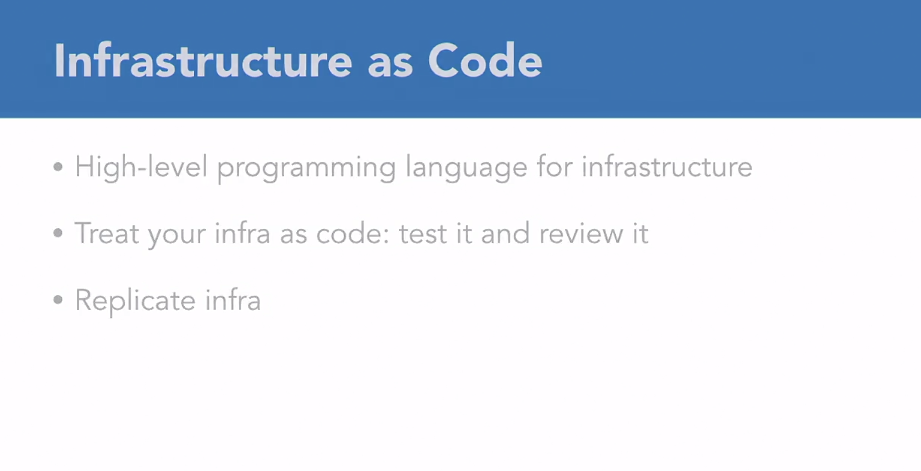 Infrastructure as Code
• High-level programming language for infrastructure
• Treat your infra as code: test it and review it
• Replicate infra